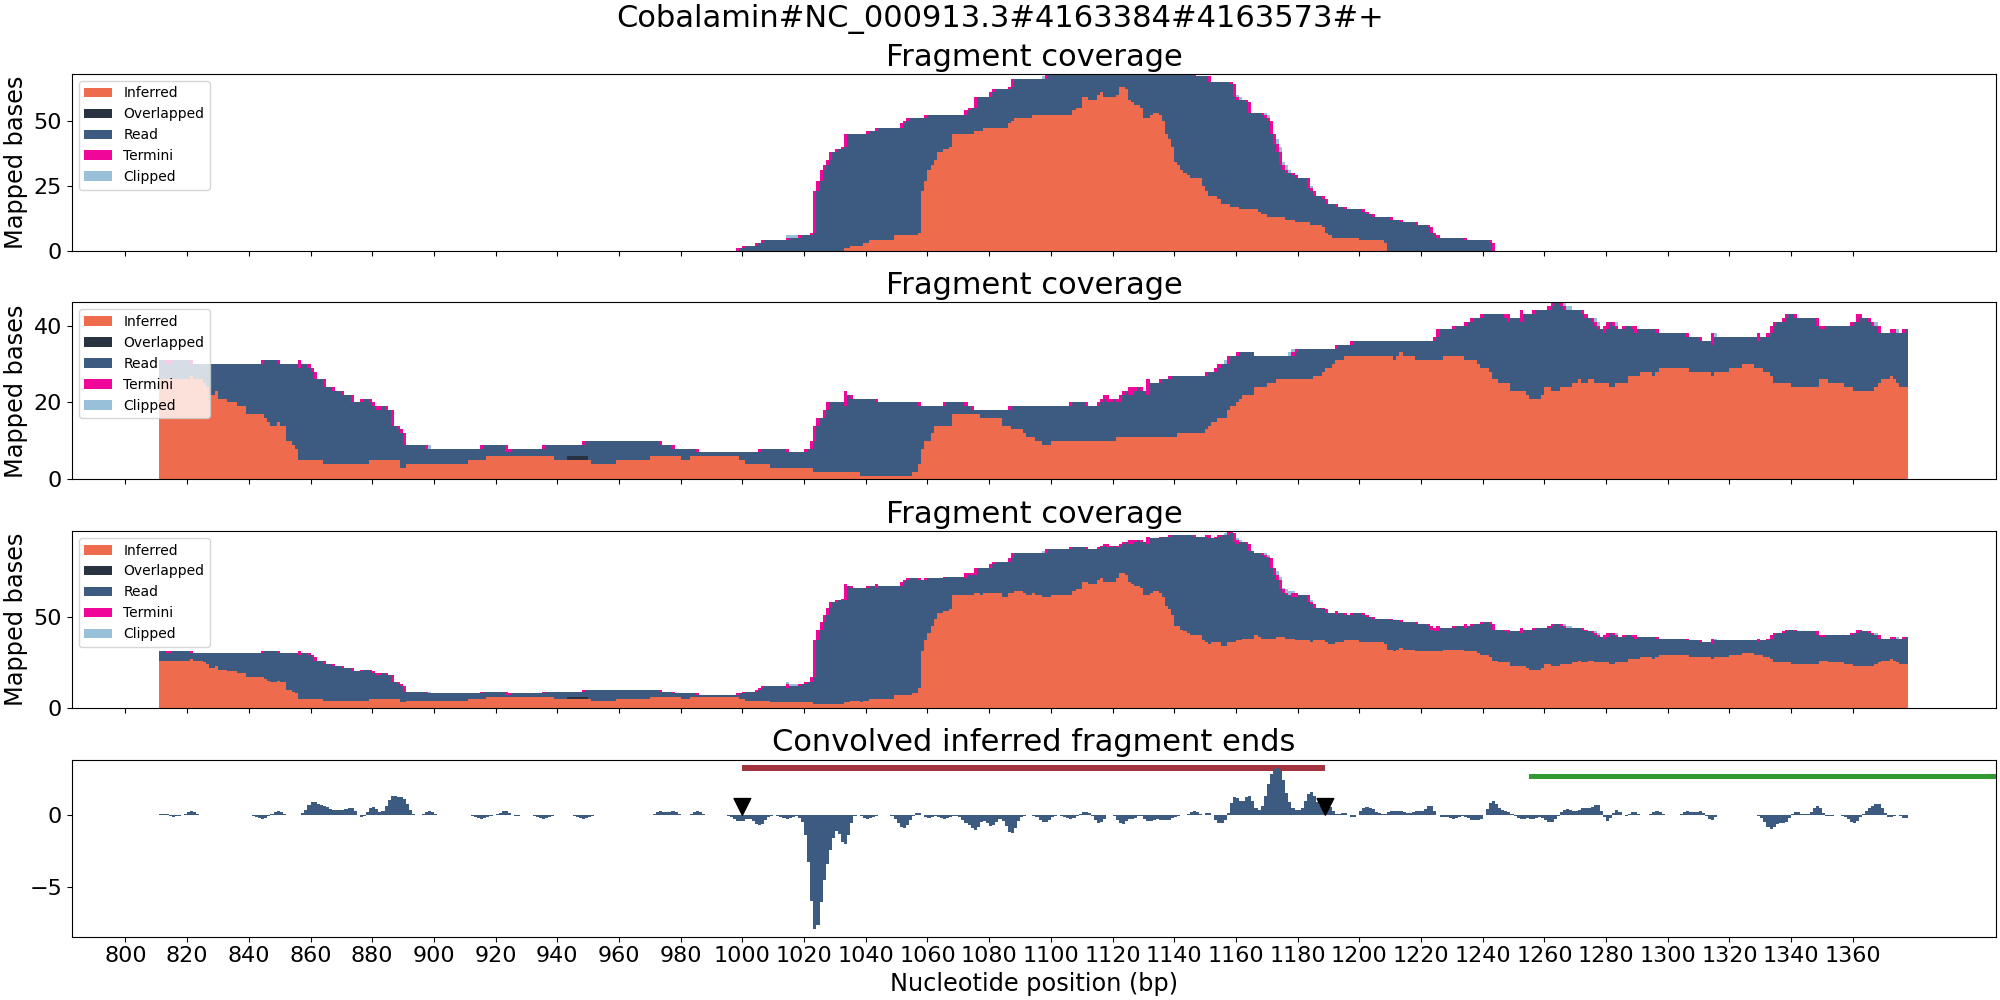 Cobalamin#NC_000913.3#4163384#4163573#+
Fragment coverage
Mapped bases
50
25
0
Inferred
Overlapped
Read
Termini
Clipped
Fragment coverage
Mapped bases
40
20
0
Inferred
Overlapped
Read
Termini
Clipped
Fragment coverage
Mapped bases
50
0
Inferred
Overlapped
Read
Termini
Clipped
Convolved inferred fragment ends
0
−5
800 820 840 860 880 900 920 940 960 980 1000 1020 1040 1060 1080 1100 1120 1140 1160 1180 1200 1220 1240 1260 1280 1300 1320 1340 1360
Nucleotide position (bp)